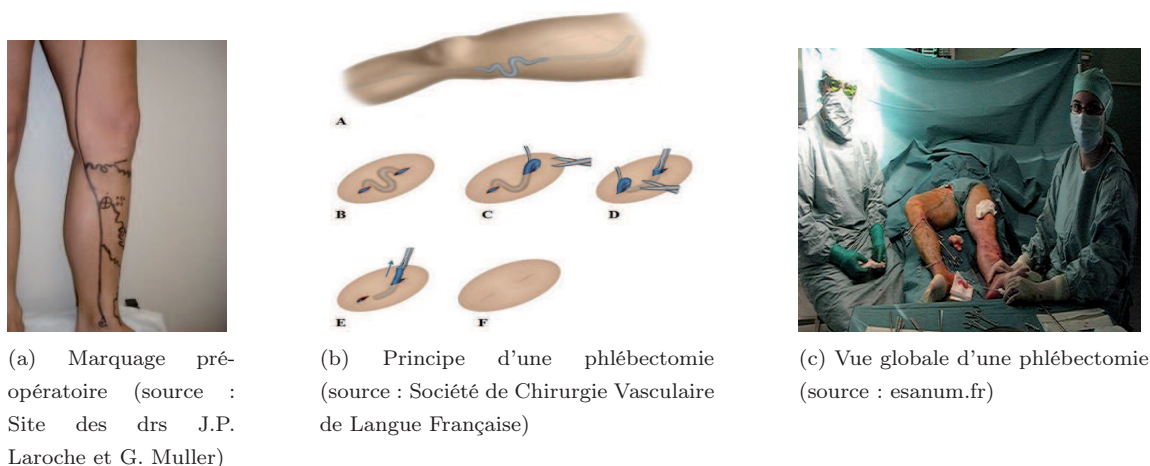 A
B
C
D
E
F
(a) Marquage pré-
opératoire (source :
Site des drs J.P.
Laroche et G. Muller)
(b) Principe d'une phlébectomie
(source : Société de Chirurgie Vasculaire
de Langue Française)
(c) Vue globale d'une phlébectomie
(source : esanum.fr)